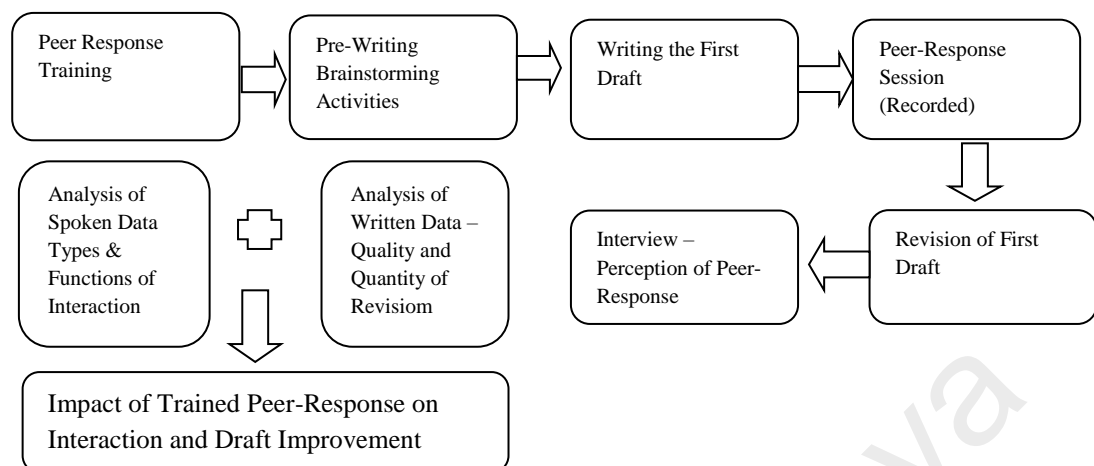 Peer Response
Training
Pre-Writing
Brainstorming
Activities
Writing the First
Draft
Peer-Response
Session
(Recorded)
Analysis of
Spoken Data
Types &
Functions of
Interaction
Analysis of
Written Data –
Quality and
Quantity of
Revisiom
Interview –
Perception of Peer-
Response
Revision of First
Draft
Impact of Trained Peer-Response on
Interaction and Draft Improvement
ya